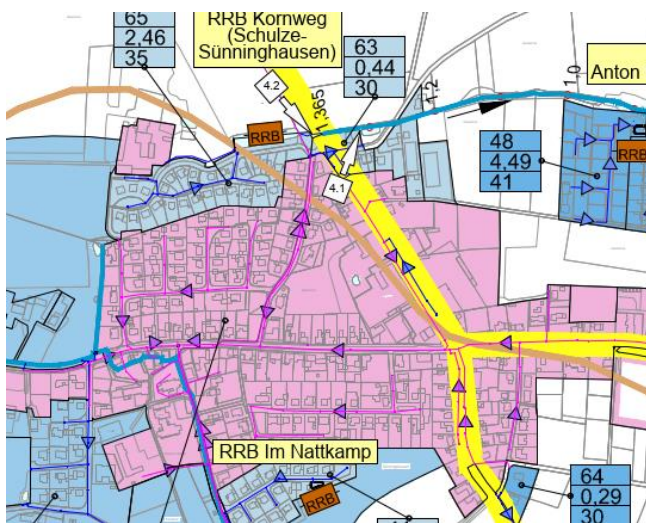 65
2,46
35
RRB Kornweg
(Schulze-
Sünninghausen)
63
0,44
30
4.2
1,365
1,2
1,0
Anton
RRB
48
4,49
41
RRB
4.1
RRB Im Nattkamp
RRB
64
0,29
30